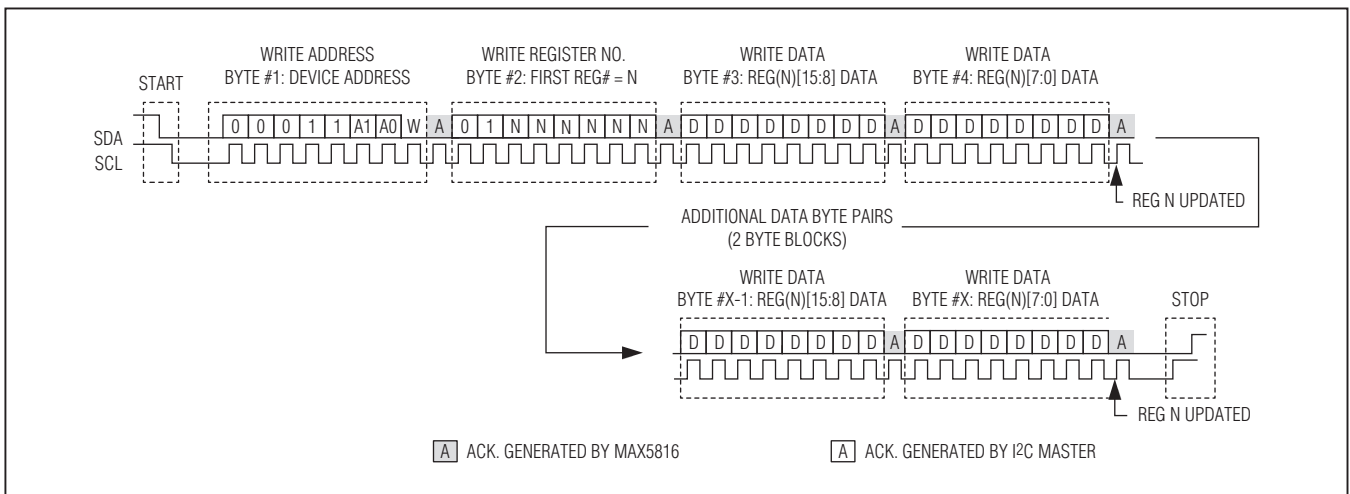 WRITE ADDRESS
BYTE #1: DEVICE ADDRESS
WRITE REGISTER NO.
BYTE #2: FIRST REG# = N
WRITE DATA
BYTE #3: REG(N)[15:8] DATA
WRITE DATA
BYTE #4: REG(N)[7:0] DATA
START
SDA
0 0 0 1 1 A1 A0 W A 0 1 N N N N N N A D D D D D D D D A D D D D D D D D A
SCL
REG N UPDATED
ADDITIONAL DATA BYTE PAIRS
(2 BYTE BLOCKS)
WRITE DATA
BYTE #X-1: REG(N)[15:8] DATA
WRITE DATA
BYTE #X: REG(N)[7:0] DATA
STOP
D D D D D D D D A D D D D D D D D A
REG N UPDATED
A ACK. GENERATED BY MAX5816
A ACK. GENERATED BY I²C MASTER